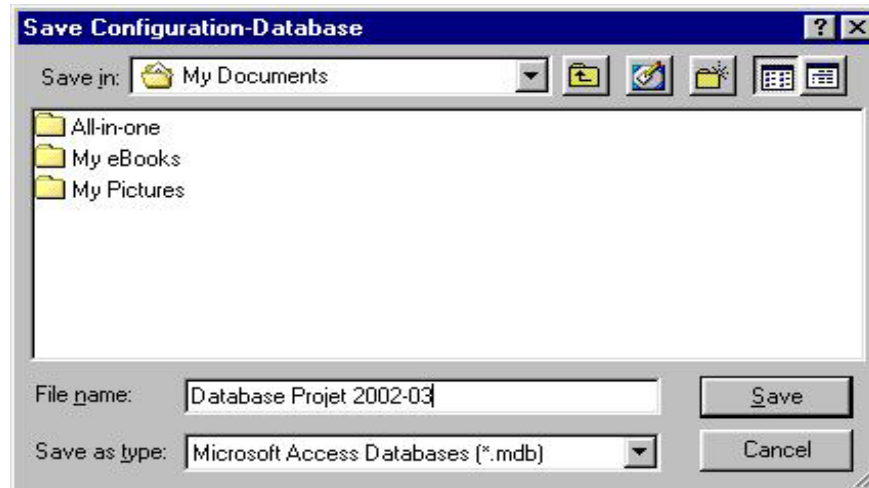 Save Configuration-Database
Save in: My Documents
All-in-one
My eBooks
My Pictures
File name: Database Projet 2002-03
Save
Save as type: Microsoft Access Databases (*.mdb)
Cancel